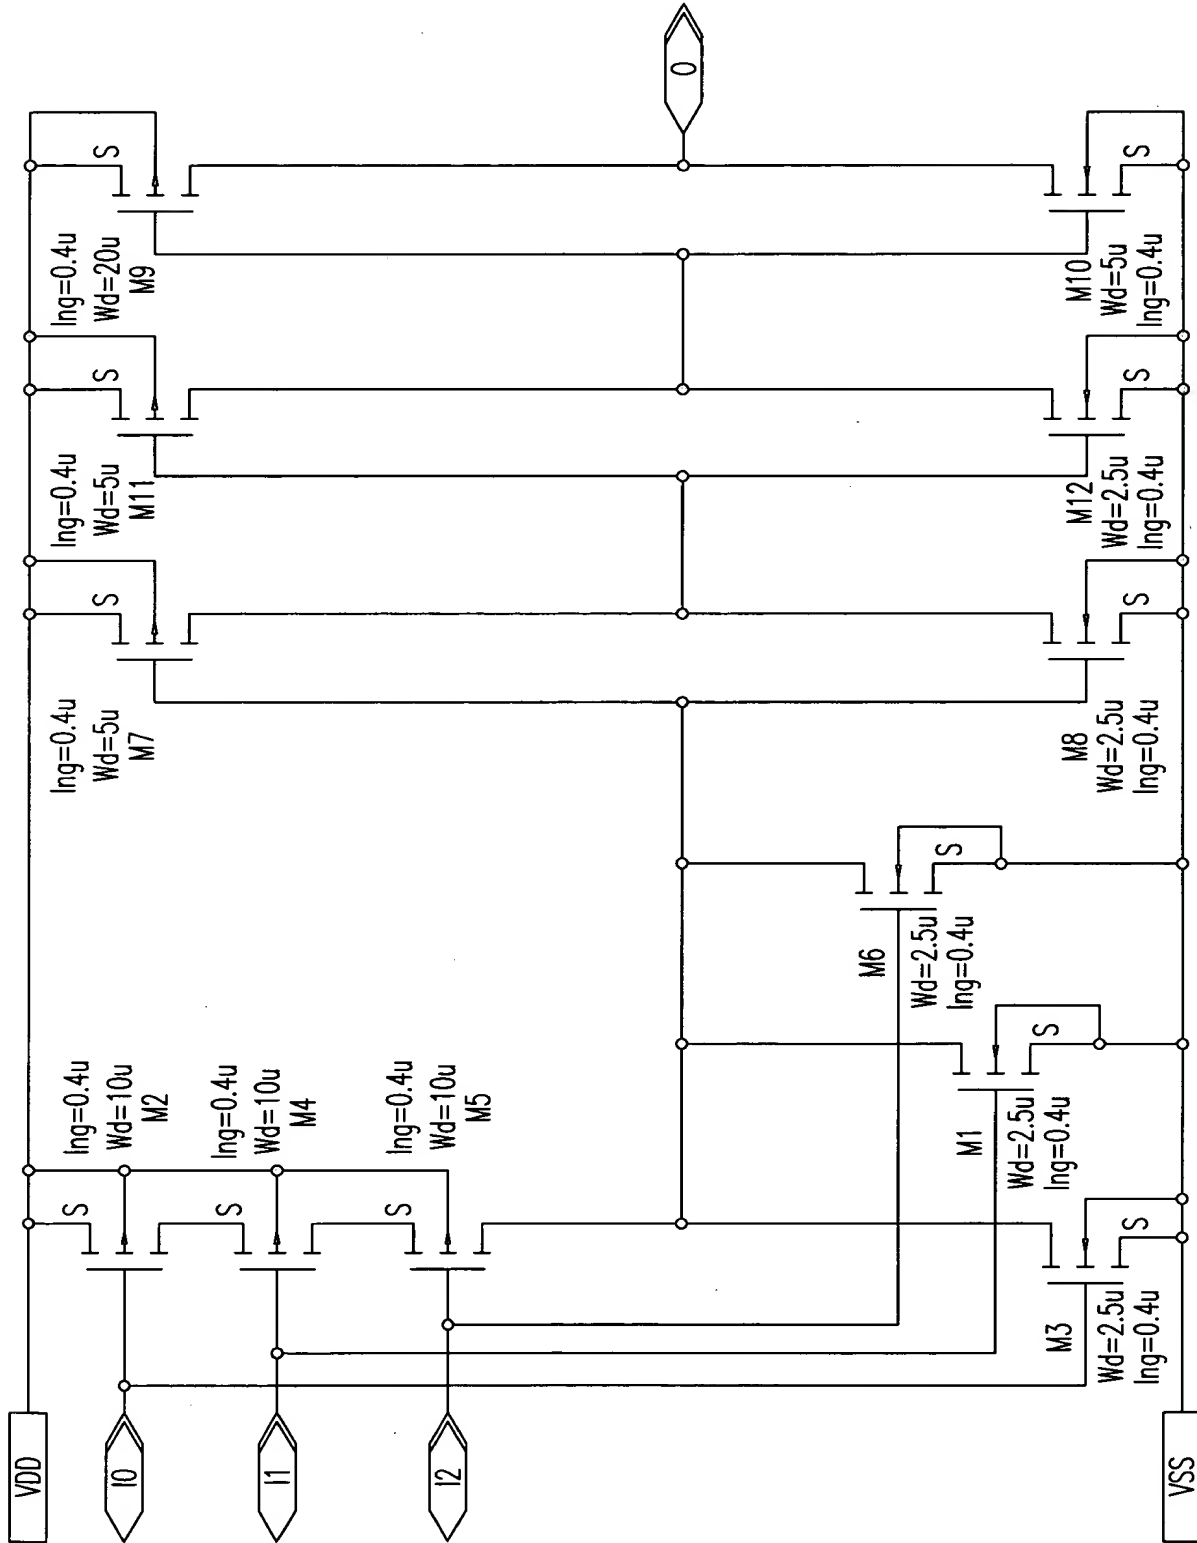 VDD
I0
I1
I2
VSS
S
lng=0.4u
Wd=10u
M2
S
lng=0.4u
Wd=10u
M4
S
lng=0.4u
Wd=10u
M5
M3
Wd=2.5u
lng=0.4u
S
M1
Wd=2.5u
lng=0.4u
S
M6
Wd=2.5u
lng=0.4u
S
lng=0.4u
Wd=5u
M7
S
M8
Wd=2.5u
lng=0.4u
S
lng=0.4u
Wd=5u
M11
S
M12
Wd=2.5u
lng=0.4u
S
lng=0.4u
Wd=20u
M9
S
M10
Wd=5u
lng=0.4u
S
O